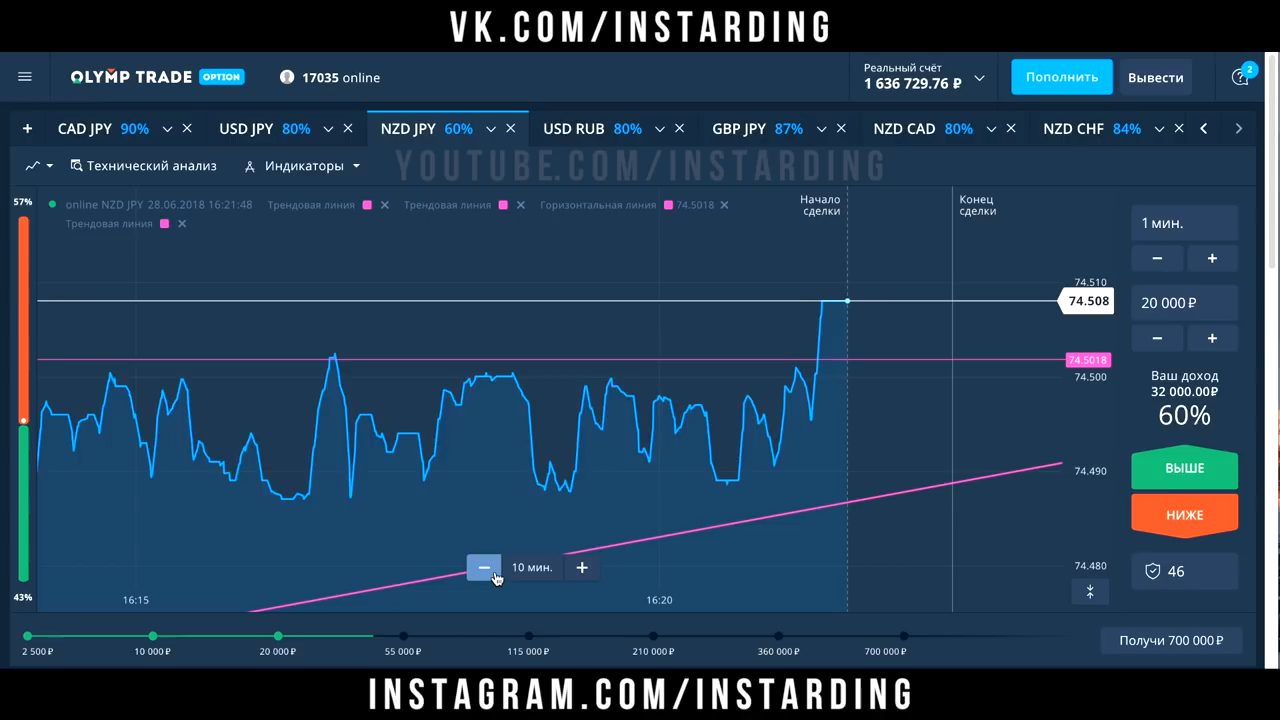 VK.COM/INSTARDING
OLYMP TRADE OPTION
17035 online
Реальный счёт
1 636 729.76 ₽
Пополнить
Вывести
2
+ CAD JPY 90% USD JPY 80% NZD JPY 60% USD RUB 80% GBP JPY 87% NZD CAD 80% NZD CHF 84%
Технический анализ
Индикаторы
YOUTUBE.COM/INSTARDING
57%
online NZD JPY 28.06.2018 16:21:48 Трендовая линия Трендовая линия Горизонтальная линия 74.5018
Трендовая линия
Начало
сделки
Конец
сделки
1 мин.
− +
74.510
74.508
20 000 ₽
− +
74.5018
74.500
Ваш доход
32 000.00₽
60%
74.490
ВЫШЕ
НИЖЕ
− 10 мин. +
74.480
46
43%
16:15
16:20
2 500 ₽ 10 000 ₽ 20 000 ₽ 55 000 ₽ 115 000 ₽ 210 000 ₽ 360 000 ₽ 700 000 ₽
Получи 700 000 ₽
INSTAGRAM.COM/INSTARDING